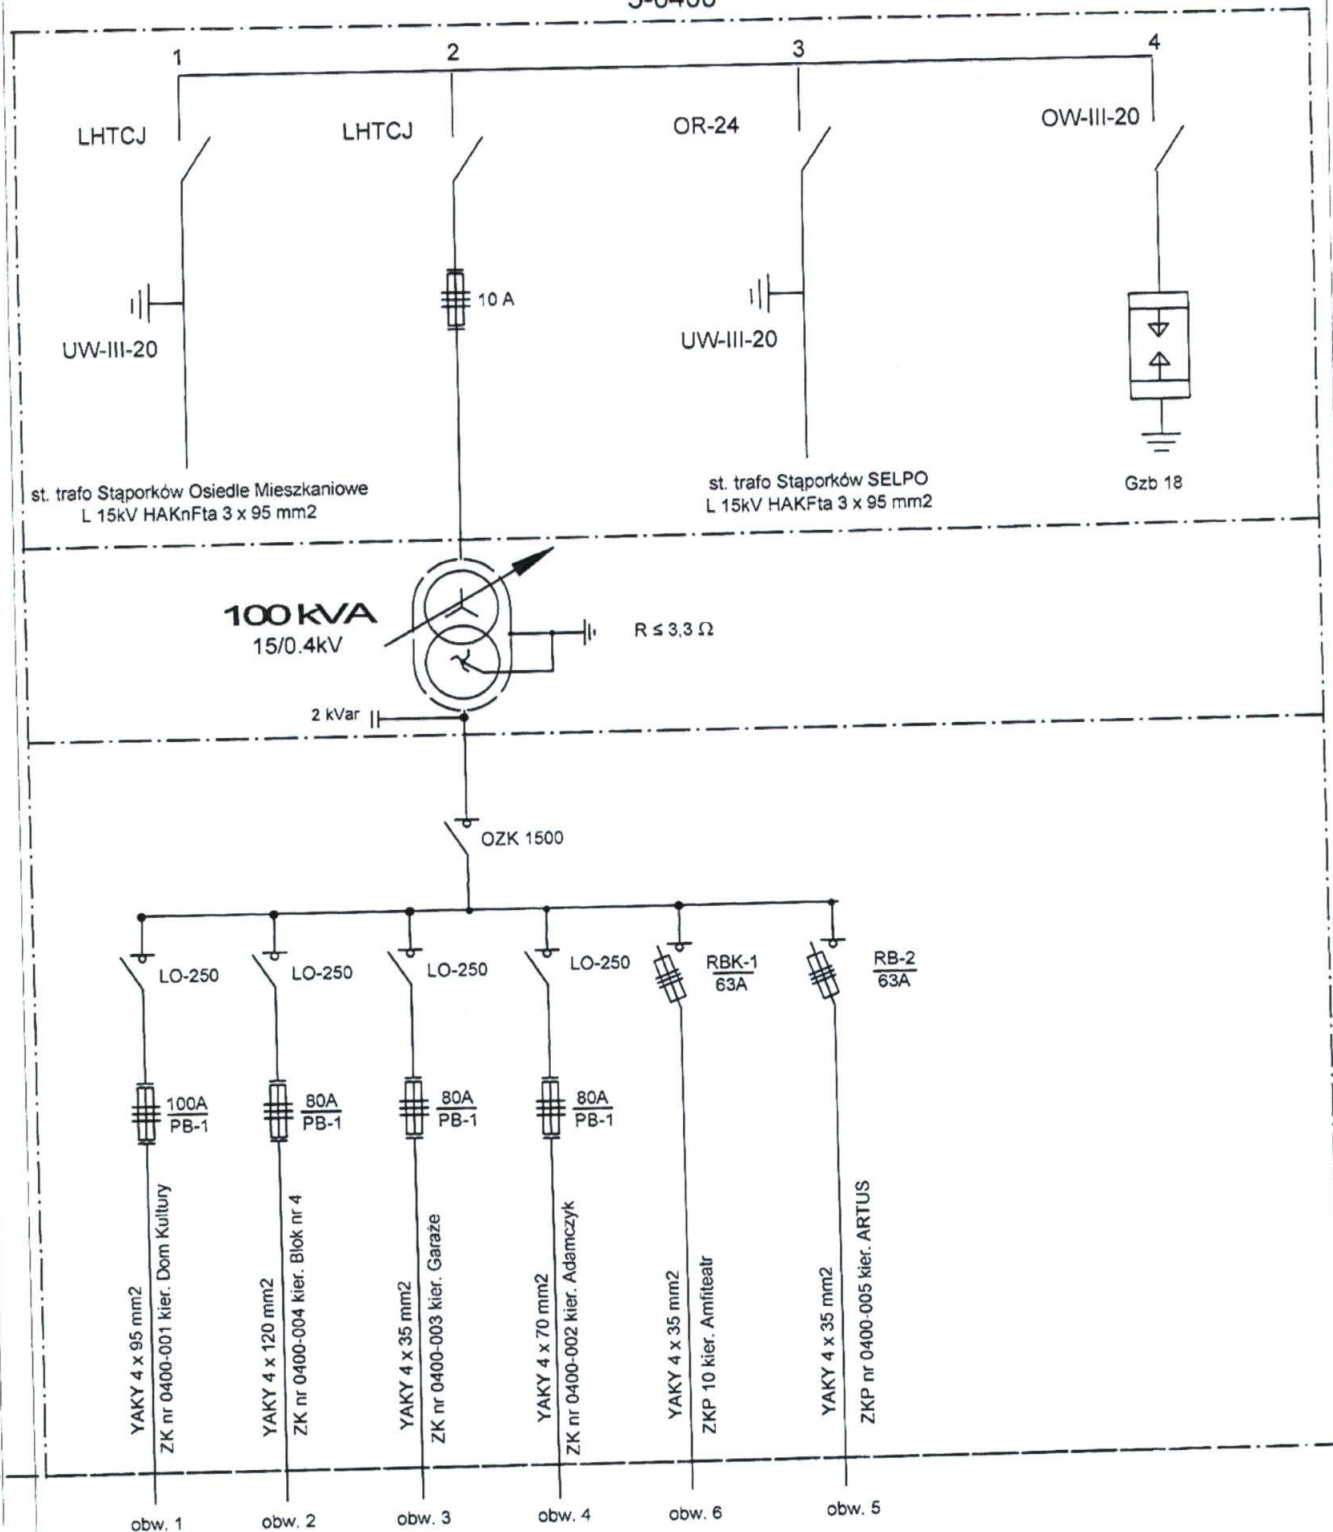 1
2
3
4
LHTCJ
LHTCJ
OR-24
OW-III-20
10 A
UW-III-20
UW-III-20
st. trafo Stąporków Osiedle Mieszkaniowe
L 15kV HAKnFta 3 x 95 mm2
st. trafo Stąporków SELPO
L 15kV HAKFta 3 x 95 mm2
Gzb 18
100 kVA
15/0.4kV
R ≤ 3,3 Ω
2 kVar
OZK 1500
LO-250
LO-250
LO-250
LO-250
RBK-1
63A
RB-2
63A
100A
PB-1
80A
PB-1
80A
PB-1
80A
PB-1
YAKY 4 x 95 mm2
ZK nr 0400-001 kier. Dom Kultury
YAKY 4 x 120 mm2
ZK nr 0400-004 kier. Blok nr 4
YAKY 4 x 35 mm2
ZK nr 0400-003 kier. Garaże
YAKY 4 x 70 mm2
ZK nr 0400-002 kier. Adamczyk
YAKY 4 x 35 mm2
ZKP 10 kier. Amfiteatr
YAKY 4 x 35 mm2
ZKP nr 0400-005 kier. ARTUS
obw. 1
obw. 2
obw. 3
obw. 4
obw. 6
obw. 5